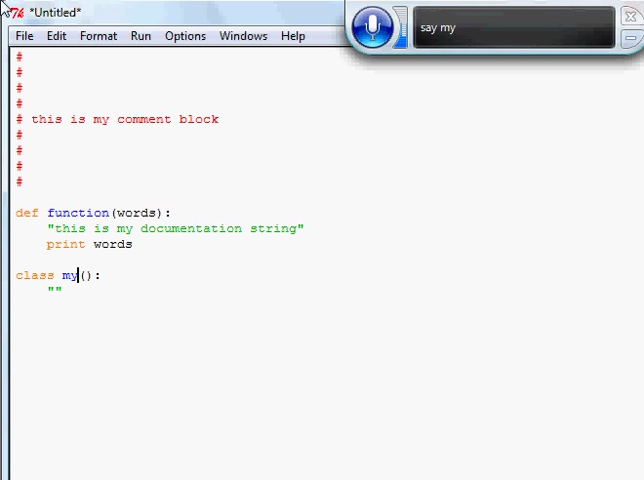 *Untitled*
say my
File Edit Format Run Options Windows Help
#
#
#
#
# this is my comment block
#
#
#
#
def function(words):
"this is my documentation string"
print words
class my():
""